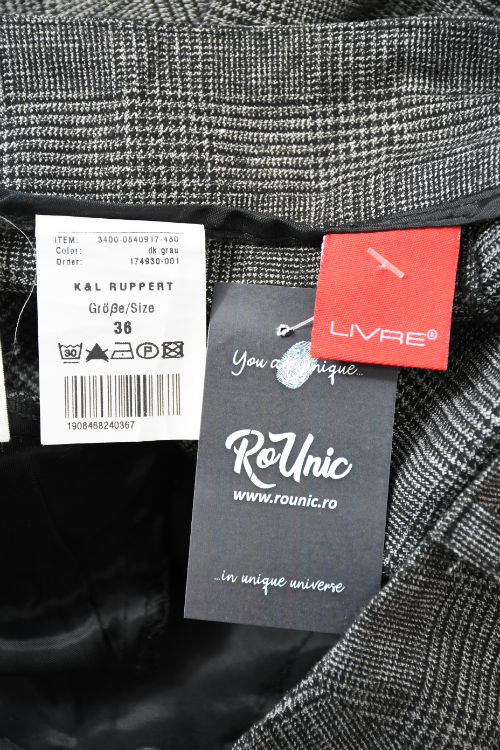 ITEM: 3400-0840917-480
Color: dk.grau
Order: 174930-001
K&L RUPPERT
Größe/Size
36
30
P
1908468240367
LIVRE®
You a unique...
RoUnic
www.rounic.ro
...in unique universe